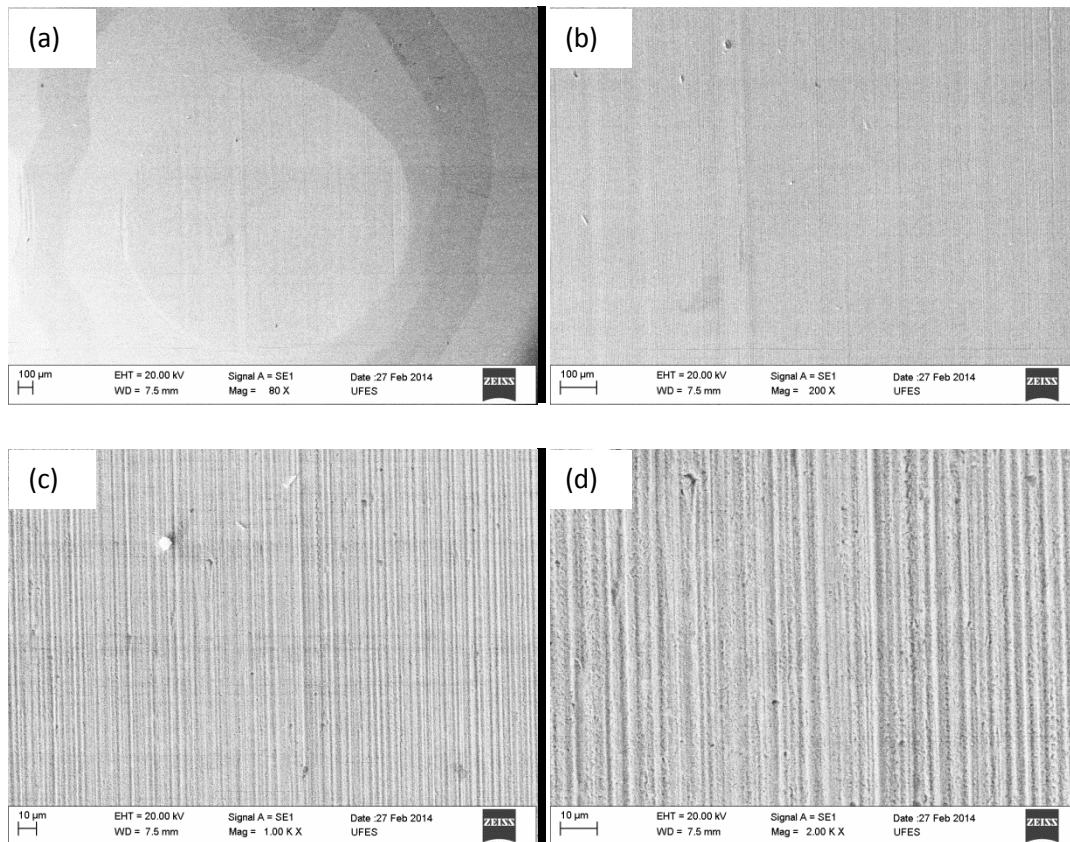 (a)
100 µm
EHT = 20.00 kV
WD = 7.5 mm
Signal A = SE1
Mag = 80 X
Date :27 Feb 2014
UFES
ZEISS
(b)
100 µm
EHT = 20.00 kV
WD = 7.5 mm
Signal A = SE1
Mag = 200 X
Date :27 Feb 2014
UFES
ZEISS
(c)
10 µm
EHT = 20.00 kV
WD = 7.5 mm
Signal A = SE1
Mag = 1.00 K X
Date :27 Feb 2014
UFES
ZEISS
(d)
10 µm
EHT = 20.00 kV
WD = 7.5 mm
Signal A = SE1
Mag = 2.00 K X
Date :27 Feb 2014
UFES
ZEISS